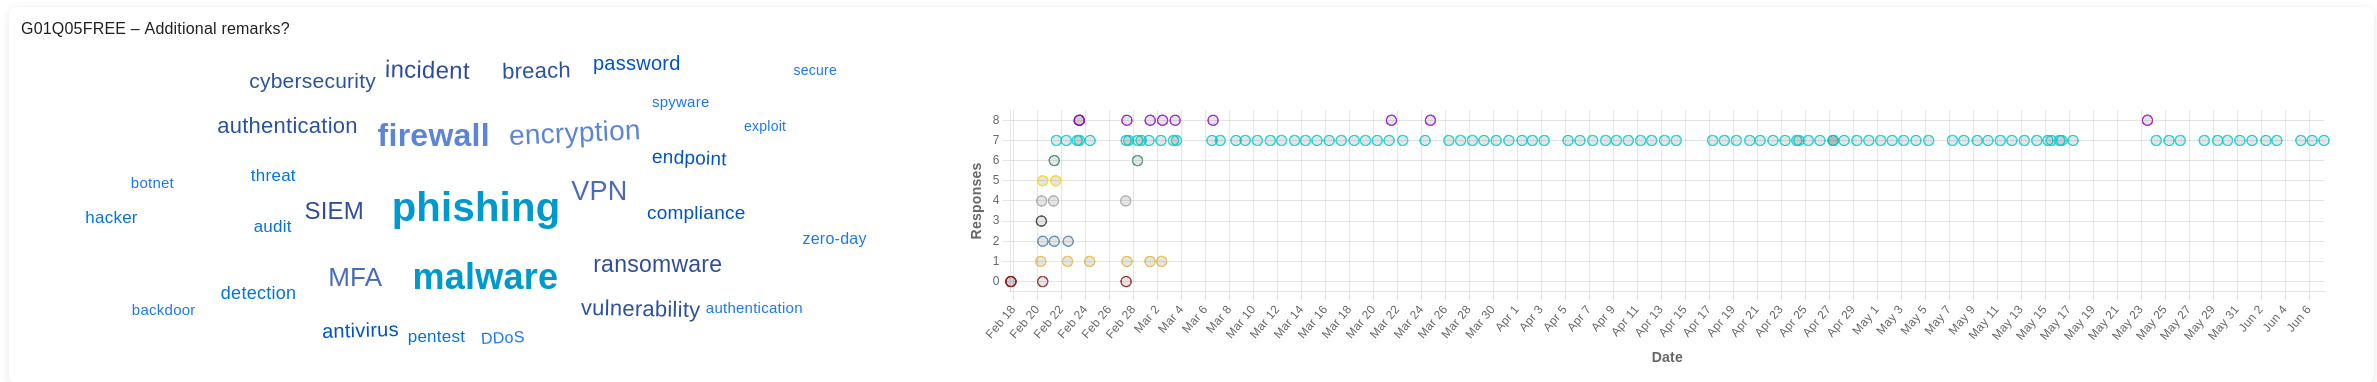 G01Q05FREE – Additional remarks?
incident
breach
password
secure
cybersecurity
spyware
authentication
firewall
encryption
exploit
endpoint
threat
botnet
VPN
SIEM
phishing
compliance
hacker
audit
zero-day
MFA
malware
ransomware
detection
backdoor
vulnerability
authentication
antivirus
pentest
DDoS
Responses
8
7
6
5
4
3
2
1
0
Feb 18
Feb 20
Feb 22
Feb 24
Feb 26
Feb 28
Mar 2
Mar 4
Mar 6
Mar 8
Mar 10
Mar 12
Mar 14
Mar 16
Mar 18
Mar 20
Mar 22
Mar 24
Mar 26
Mar 28
Mar 30
Apr 1
Apr 3
Apr 5
Apr 7
Apr 9
Apr 11
Apr 13
Apr 15
Apr 17
Apr 19
Apr 21
Apr 23
Apr 25
Apr 27
Apr 29
May 1
May 3
May 5
May 7
May 9
May 11
May 13
May 15
May 17
May 19
May 21
May 23
May 25
May 27
May 29
May 31
Jun 2
Jun 4
Jun 6
Date